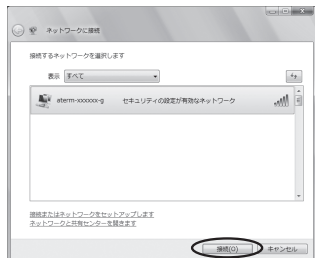 ネットワークに接続
接続するネットワークを選択します
表示 すべて
aterm-xxxxxx-g セキュリティの設定が有効なネットワーク
接続またはネットワークをセットアップします
ネットワークと共有センターを開きます
接続(O) キャンセル